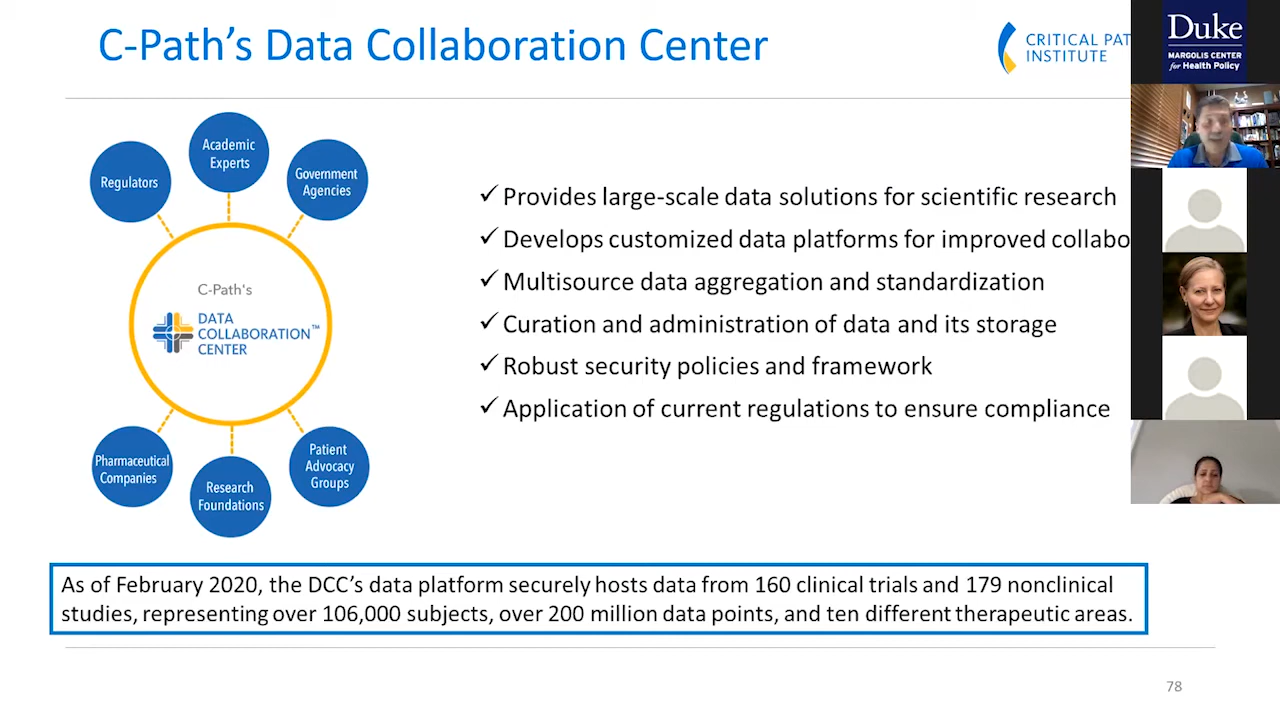 C-Path's Data Collaboration Center
CRITICAL PAT
INSTITUTE
Duke
MARGOLIS CENTER
for Health Policy
Regulators
Academic
Experts
Government
Agencies
C-Path's
DATA
COLLABORATION™
CENTER
Pharmaceutical
Companies
Research
Foundations
Patient
Advocacy
Groups
✓ Provides large-scale data solutions for scientific research
✓ Develops customized data platforms for improved collabo
✓ Multisource data aggregation and standardization
✓ Curation and administration of data and its storage
✓ Robust security policies and framework
✓ Application of current regulations to ensure compliance
As of February 2020, the DCC's data platform securely hosts data from 160 clinical trials and 179 nonclinical
studies, representing over 106,000 subjects, over 200 million data points, and ten different therapeutic areas.
78